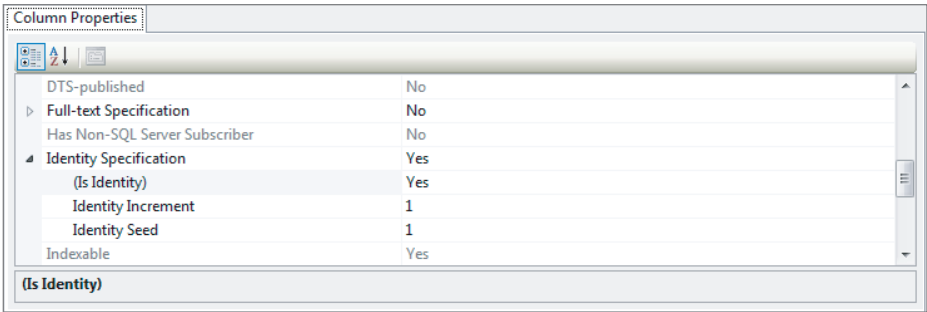 Column Properties
DTS-published No
Full-text Specification No
Has Non-SQL Server Subscriber No
Identity Specification Yes
(Is Identity) Yes
Identity Increment 1
Identity Seed 1
Indexable Yes
(Is Identity)